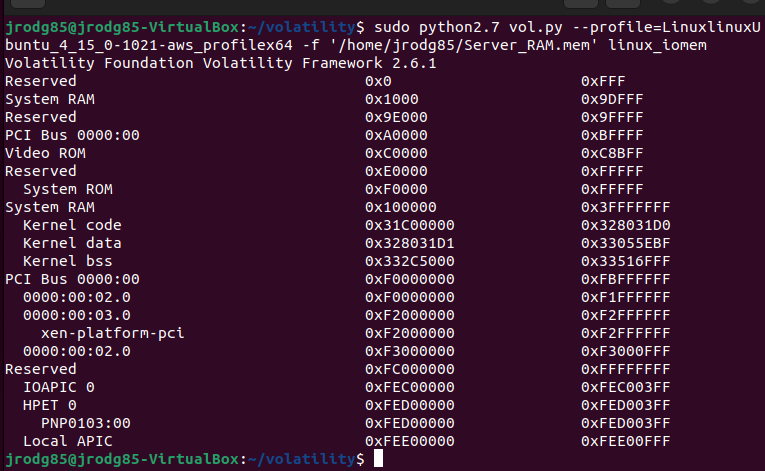 jrodg85@jrodg85-VirtualBox:~/volatility$ sudo python2.7 vol.py --profile=LinuxlinuxU
buntu_4_15_0-1021-aws_profilex64 -f '/home/jrodg85/Server_RAM.mem' linux_iomem
Volatility Foundation Volatility Framework 2.6.1
Reserved 0x0 0xFFF
System RAM 0x1000 0x9DFFF
Reserved 0x9E000 0x9FFFF
PCI Bus 0000:00 0xA0000 0xBFFFF
Video ROM 0xC0000 0xC8BFF
Reserved 0xE0000 0xFFFFF
  System ROM 0xF0000 0xFFFFF
System RAM 0x100000 0x3FFFFFFF
  Kernel code 0x31C00000 0x328031D0
  Kernel data 0x328031D1 0x33055EBF
  Kernel bss 0x332C5000 0x33516FFF
PCI Bus 0000:00 0xF0000000 0xFBFFFFFF
  0000:00:02.0 0xF0000000 0xF1FFFFFF
  0000:00:03.0 0xF2000000 0xF2FFFFFF
    xen-platform-pci 0xF2000000 0xF2FFFFFF
  0000:00:02.0 0xF3000000 0xF3000FFF
Reserved 0xFC000000 0xFFFFFFFF
  IOAPIC 0 0xFEC00000 0xFEC003FF
  HPET 0 0xFED00000 0xFED003FF
    PNP0103:00 0xFED00000 0xFED003FF
  Local APIC 0xFEE00000 0xFEE00FFF
jrodg85@jrodg85-VirtualBox:~/volatility$